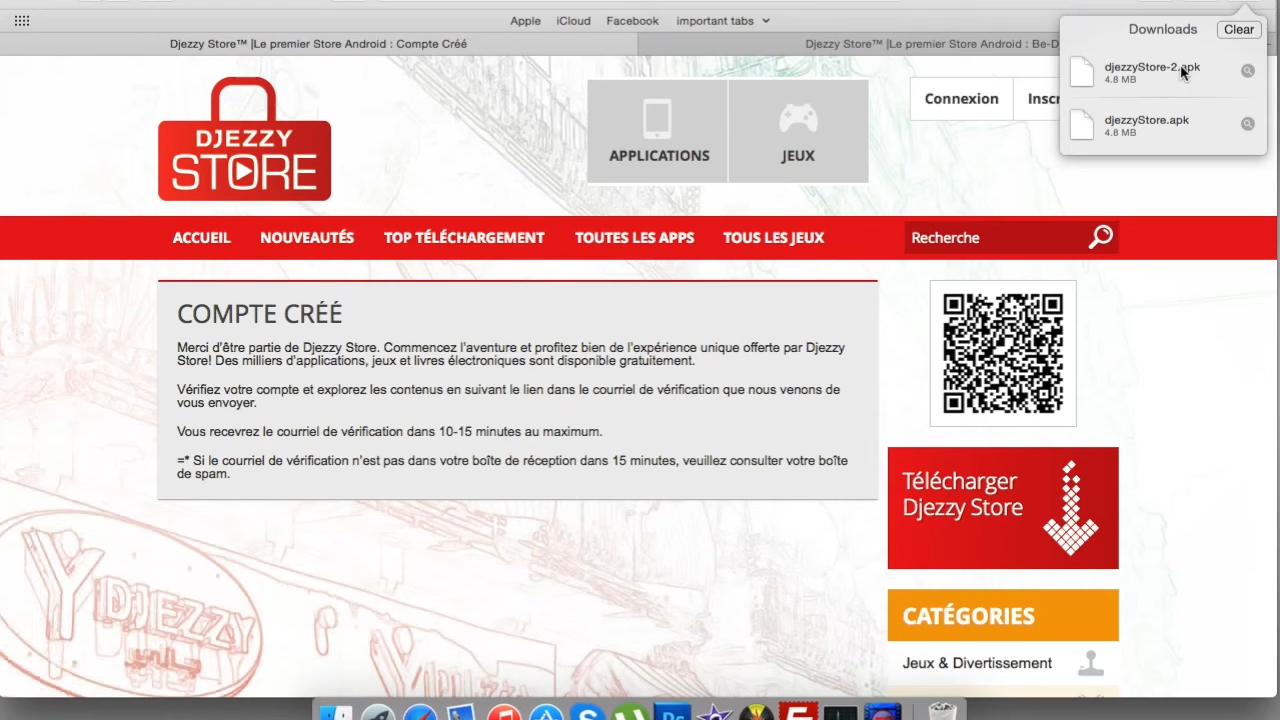 Apple iCloud Facebook important tabs
Djezzy Store™ |Le premier Store Android : Compte Créé
Djezzy Store™ |Le premier Store Android : Be-D
Downloads Clear
djezzyStore-2.apk
4.8 MB
djezzyStore.apk
4.8 MB
DJEZZY
STORE
APPLICATIONS
JEUX
Connexion
Inscr
ACCUEIL NOUVEAUTÉS TOP TÉLÉCHARGEMENT TOUTES LES APPS TOUS LES JEUX
Recherche
COMPTE CRÉÉ
Merci d'être partie de Djezzy Store. Commencez l'aventure et profitez bien de l'expérience unique offerte par Djezzy
Store! Des milliers d'applications, jeux et livres électroniques sont disponible gratuitement.
Vérifiez votre compte et explorez les contenus en suivant le lien dans le courriel de vérification que nous venons de
vous envoyer.
Vous recevrez le courriel de vérification dans 10-15 minutes au maximum.
=* Si le courriel de vérification n'est pas dans votre boîte de réception dans 15 minutes, veuillez consulter votre boîte
de spam.
Télécharger
Djezzy Store
CATÉGORIES
Jeux & Divertissement
DJEZZY
Ps